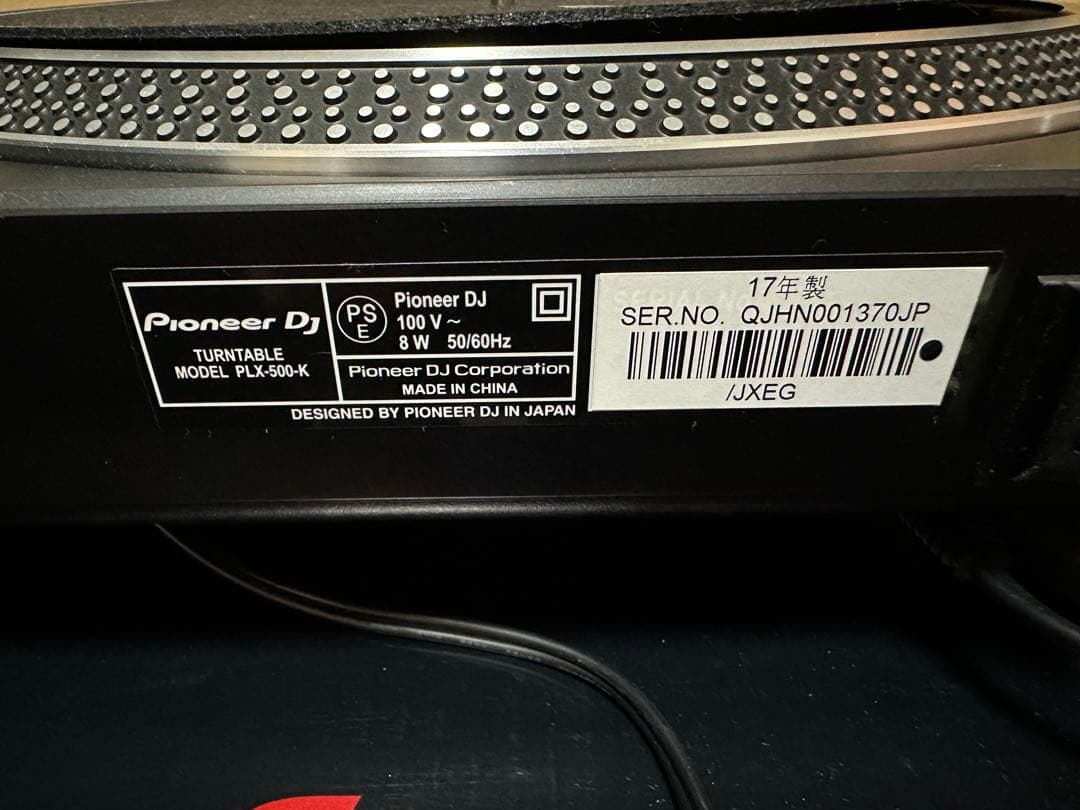 Pioneer Dj
TURNTABLE
MODEL PLX-500-K
PS
E
Pioneer DJ
100 V ~
8 W 50/60Hz
Pioneer DJ Corporation
MADE IN CHINA
DESIGNED BY PIONEER DJ IN JAPAN
17年製
SER.NO. QJHN001370JP
/JXEG